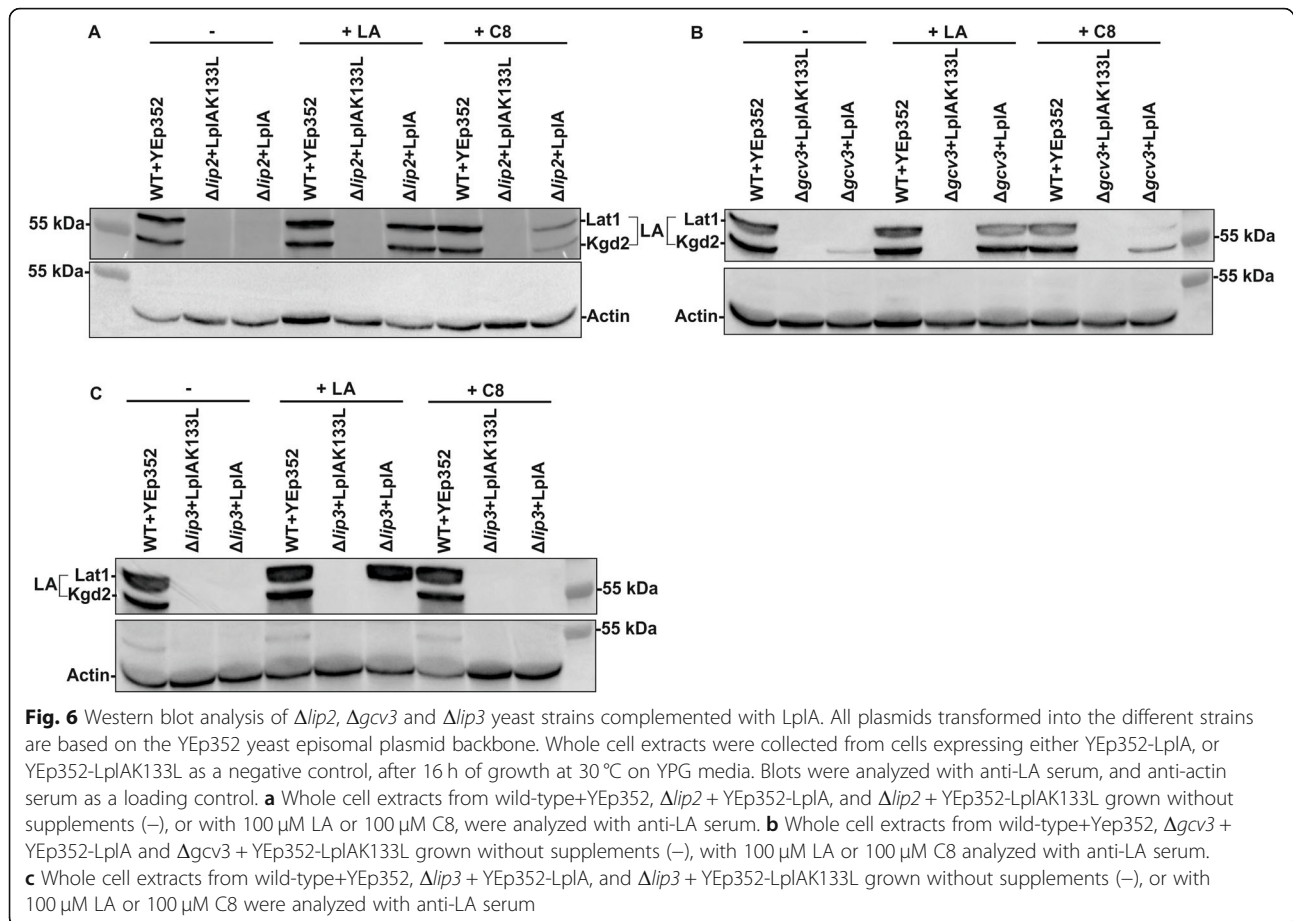 A
-
+ LA
+ C8
WT+YEp352
Δlip2+LplAK133L
Δlip2+LplA
WT+YEp352
Δlip2+LplAK133L
Δlip2+LplA
WT+YEp352
Δlip2+LplAK133L
Δlip2+LplA
55 kDa-
-Lat1
-Kgd2
LA
55 kDa-
-Actin
B
-
+ LA
+ C8
WT+YEp352
Δgcv3+LplAK133L
Δgcv3+LplA
WT+YEp352
Δgcv3+LplAK133L
Δgcv3+LplA
WT+YEp352
Δgcv3+LplAK133L
Δgcv3+LplA
Lat1-
Kgd2-
-55 kDa
-55 kDa
Actin-
C
-
+ LA
+ C8
WT+YEp352
Δlip3+LplAK133L
Δlip3+LplA
WT+YEp352
Δlip3+LplAK133L
Δlip3+LplA
WT+YEp352
Δlip3+LplAK133L
Δlip3+LplA
LA
Lat1-
Kgd2-
-55 kDa
-55 kDa
Actin-
Fig. 6 Western blot analysis of Δlip2, Δgcv3 and Δlip3 yeast strains complemented with LplA. All plasmids transformed into the different strains
are based on the YEp352 yeast episomal plasmid backbone. Whole cell extracts were collected from cells expressing either YEp352-LplA, or
YEp352-LplAK133L as a negative control, after 16 h of growth at 30 °C on YPG media. Blots were analyzed with anti-LA serum, and anti-actin
serum as a loading control. a Whole cell extracts from wild-type+YEp352, Δlip2 + YEp352-LplA, and Δlip2 + YEp352-LplAK133L grown without
supplements (−), or with 100 μM LA or 100 μM C8, were analyzed with anti-LA serum. b Whole cell extracts from wild-type+Yep352, Δgcv3 +
YEp352-LplA and Δgcv3 + YEp352-LplAK133L grown without supplements (−), with 100 μM LA or 100 μM C8 analyzed with anti-LA serum.
c Whole cell extracts from wild-type+YEp352, Δlip3 + YEp352-LplA, and Δlip3 + YEp352-LplAK133L grown without supplements (−), or with
100 μM LA or 100 μM C8 were analyzed with anti-LA serum